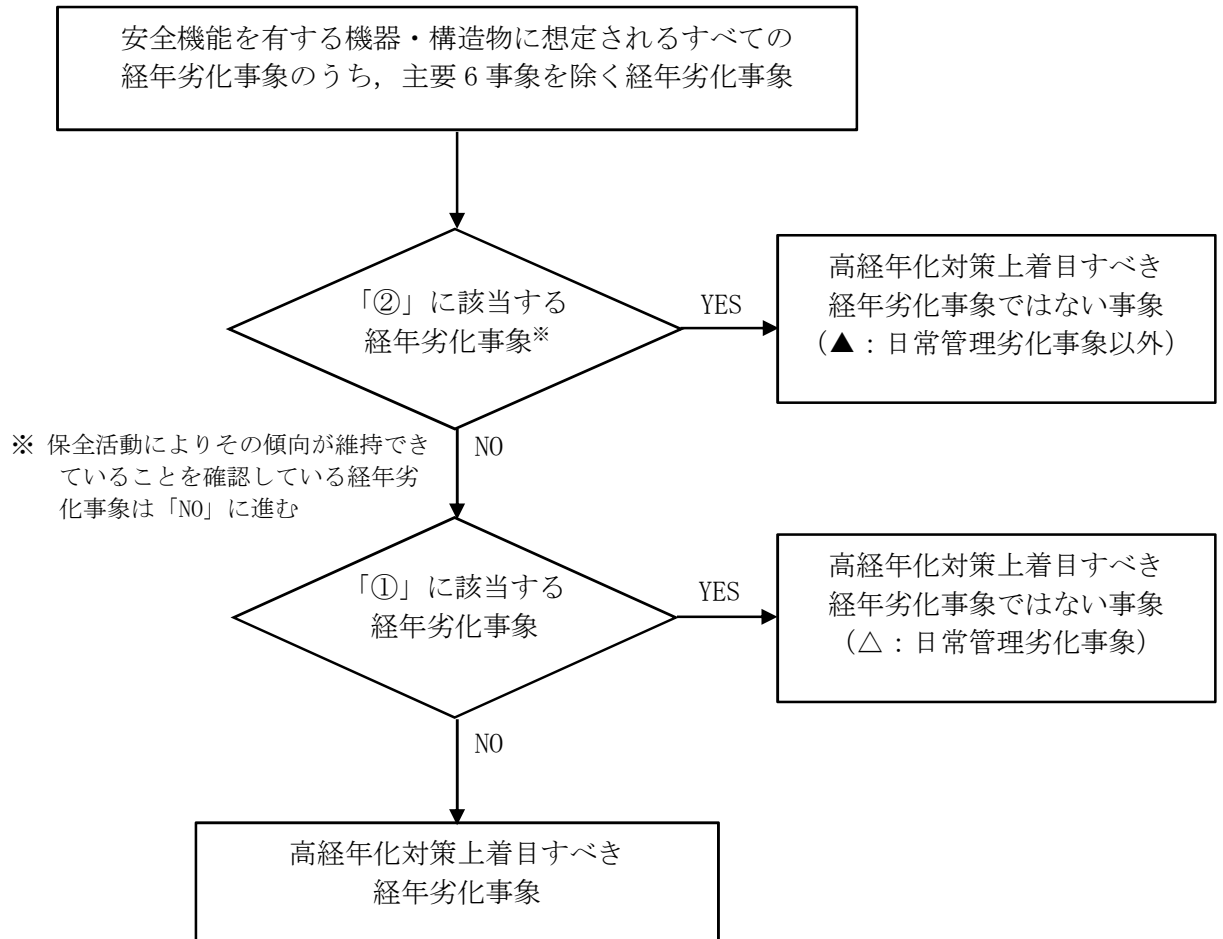 安全機能を有する機器・構造物に想定されるすべての
経年劣化事象のうち，主要 6 事象を除く経年劣化事象
「②」に該当する
経年劣化事象※
YES
高経年化対策上着目すべき
経年劣化事象ではない事象
（▲：日常管理劣化事象以外）
※ 保全活動によりその傾向が維持でき
ていることを確認している経年劣
化事象は「NO」に進む
NO
「①」に該当する
経年劣化事象
YES
高経年化対策上着目すべき
経年劣化事象ではない事象
（△：日常管理劣化事象）
NO
高経年化対策上着目すべき
経年劣化事象